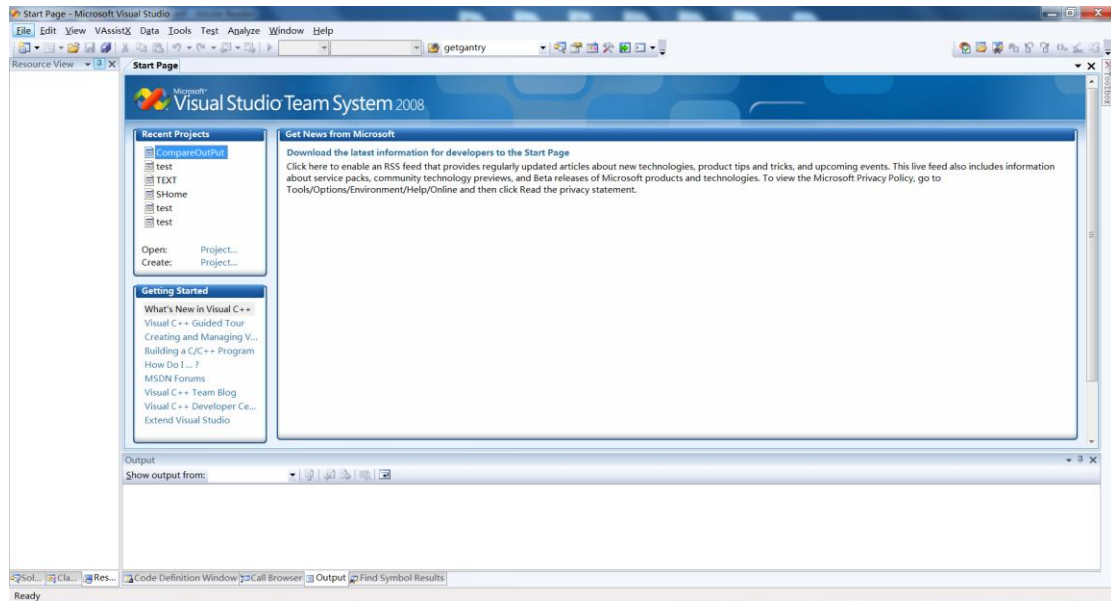 Start Page - Microsoft Visual Studio
File Edit View VAssistX Data Tools Test Analyze Window Help
getgantry
Resource View
Start Page
Toolbox
Microsoft
Visual Studio Team System 2008
Recent Projects
CompareOutPut
test
TEXT
SHome
test
test
Open: Project...
Create: Project...
Getting Started
What's New in Visual C++
Visual C++ Guided Tour
Creating and Managing V...
Building a C/C++ Program
How Do I ... ?
MSDN Forums
Visual C++ Team Blog
Visual C++ Developer Ce...
Extend Visual Studio
Get News from Microsoft
Download the latest information for developers to the Start Page
Click here to enable an RSS feed that provides regularly updated articles about new technologies, product tips and tricks, and upcoming events. This live feed also includes information
about service packs, community technology previews, and Beta releases of Microsoft products and technologies. To view the Microsoft Privacy Policy, go to
Tools/Options/Environment/Help/Online and then click Read the privacy statement.
Output
Show output from:
Sol... Cla... Res...
Code Definition Window Call Browser Output Find Symbol Results
Ready